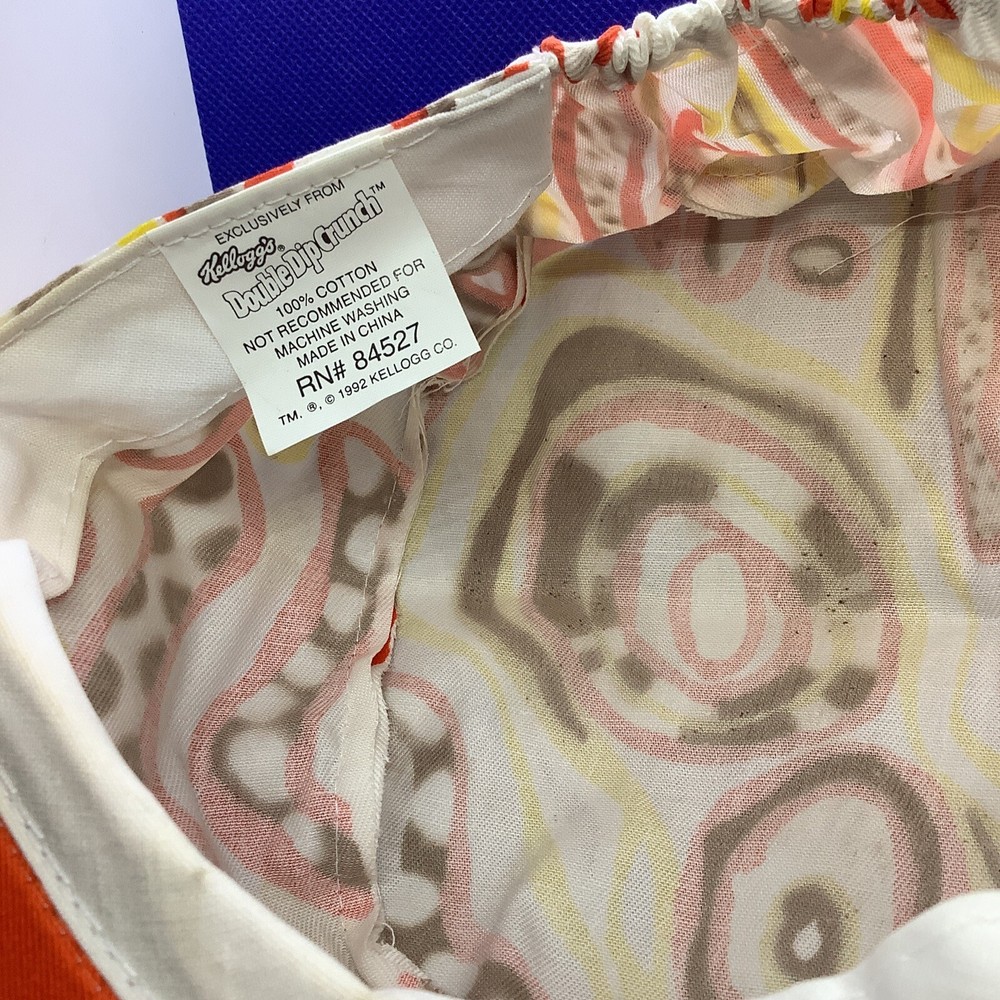 EXCLUSIVELY FROM
Kellogg's®
Double Dip Crunch™
100% COTTON
NOT RECOMMENDED FOR
MACHINE WASHING
MADE IN CHINA
RN# 84527
TM. ®, © 1992 KELLOGG CO.